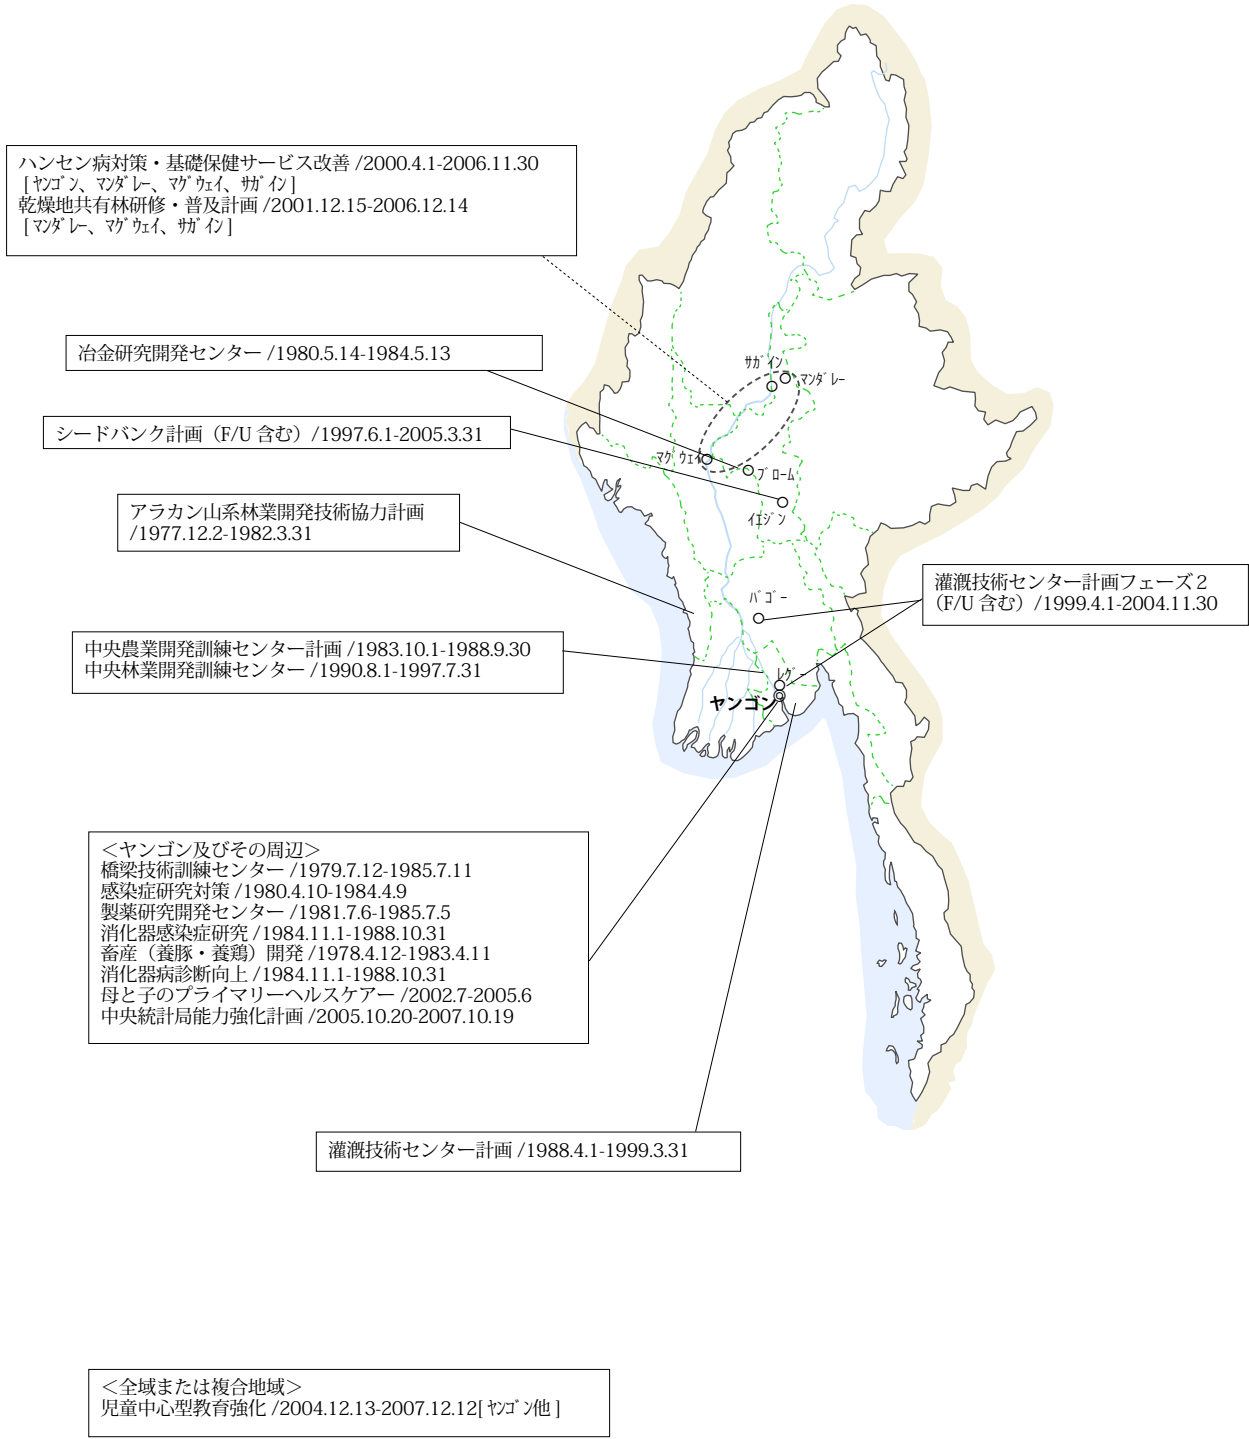 ハンセン病対策・基礎保健サービス改善 /2000.4.1-2006.11.30
[ ﾔﾝｺﾞﾝ、ﾏﾝﾀﾞﾚｰ、ﾏｸﾞｳｪｲ、ｻｶﾞｲﾝ ]
乾燥地共有林研修・普及計画 /2001.12.15-2006.12.14
[ ﾏﾝﾀﾞﾚｰ、ﾏｸﾞｳｪｲ、ｻｶﾞｲﾝ ]
冶金研究開発センター /1980.5.14-1984.5.13
ｻｶﾞｲﾝ
ﾏﾝﾀﾞﾚｰ
シードバンク計画（F/U 含む）/1997.6.1-2005.3.31
ﾏｸﾞｳｪｲ
ﾌﾟﾛｰﾑ
ｲｴｼﾞﾝ
アラカン山系林業開発技術協力計画
/1977.12.2-1982.3.31
灌漑技術センター計画フェーズ２
（F/U 含む）/1999.4.1-2004.11.30
ﾊﾞｺﾞｰ
中央農業開発訓練センター計画 /1983.10.1-1988.9.30
中央林業開発訓練センター /1990.8.1-1997.7.31
ﾚｸﾞｰ
ヤンゴン
＜ヤンゴン及びその周辺＞
橋梁技術訓練センター /1979.7.12-1985.7.11
感染症研究対策 /1980.4.10-1984.4.9
製薬研究開発センター /1981.7.6-1985.7.5
消化器感染症研究 /1984.11.1-1988.10.31
畜産（養豚・養鶏）開発 /1978.4.12-1983.4.11
消化器病診断向上 /1984.11.1-1988.10.31
母と子のプライマリーヘルスケアー /2002.7-2005.6
中央統計局能力強化計画 /2005.10.20-2007.10.19
灌漑技術センター計画 /1988.4.1-1999.3.31
＜全域または複合地域＞
児童中心型教育強化 /2004.12.13-2007.12.12[ ﾔﾝｺﾞﾝ他 ]